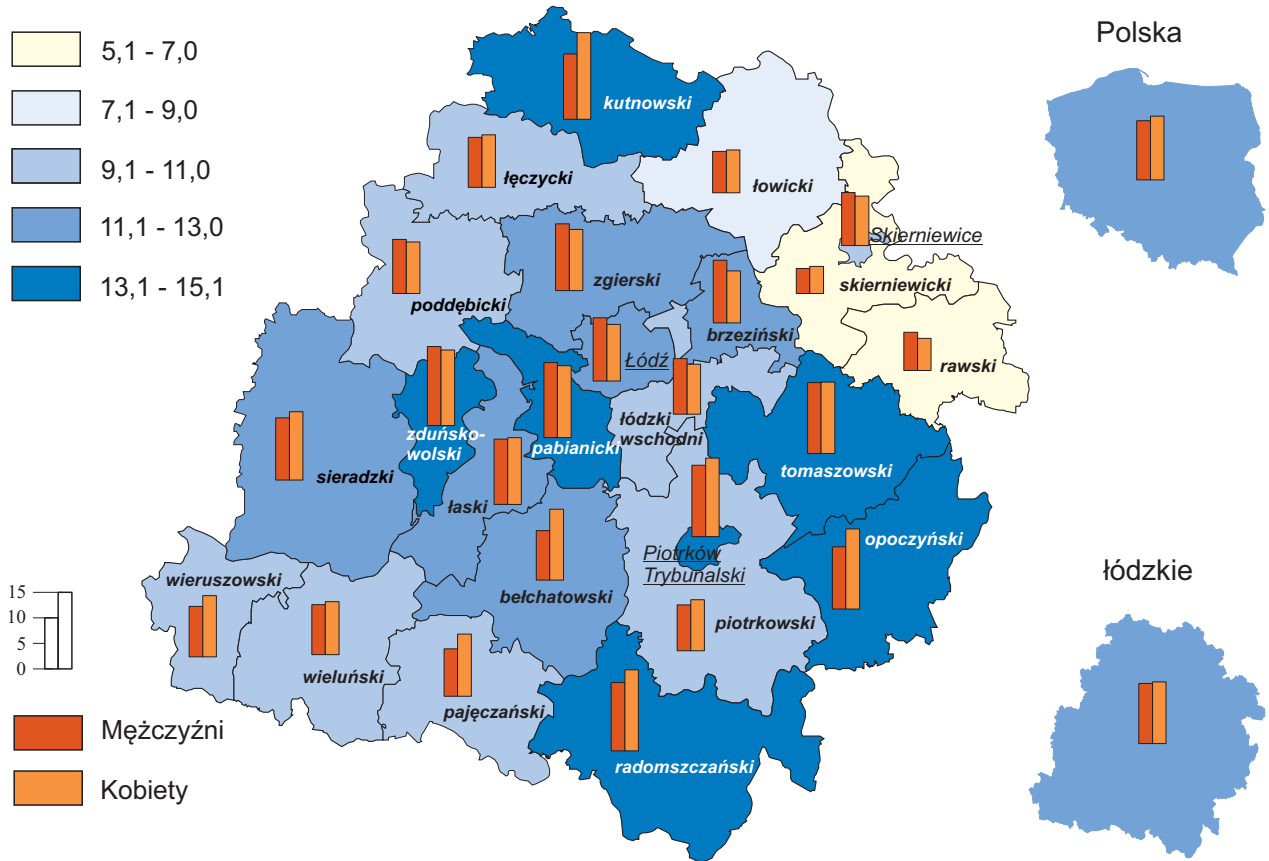 5,1 - 7,0
7,1 - 9,0
9,1 - 11,0
11,1 - 13,0
13,1 - 15,1
Polska
kutnowski
łęczycki
łowicki
Skierniewice
skierniewicki
zgierski
poddębicki
brzeziński
rawski
Łódź
łódzki
wschodni
zduńsko-
wolski
pabianicki
tomaszowski
sieradzki
łaski
opoczyński
Piotrków
Trybunalski
wieruszowski
bełchatowski
piotrkowski
wieluński
pajęczański
radomszczański
łódzkie
15
10
5
0
Mężczyźni
Kobiety